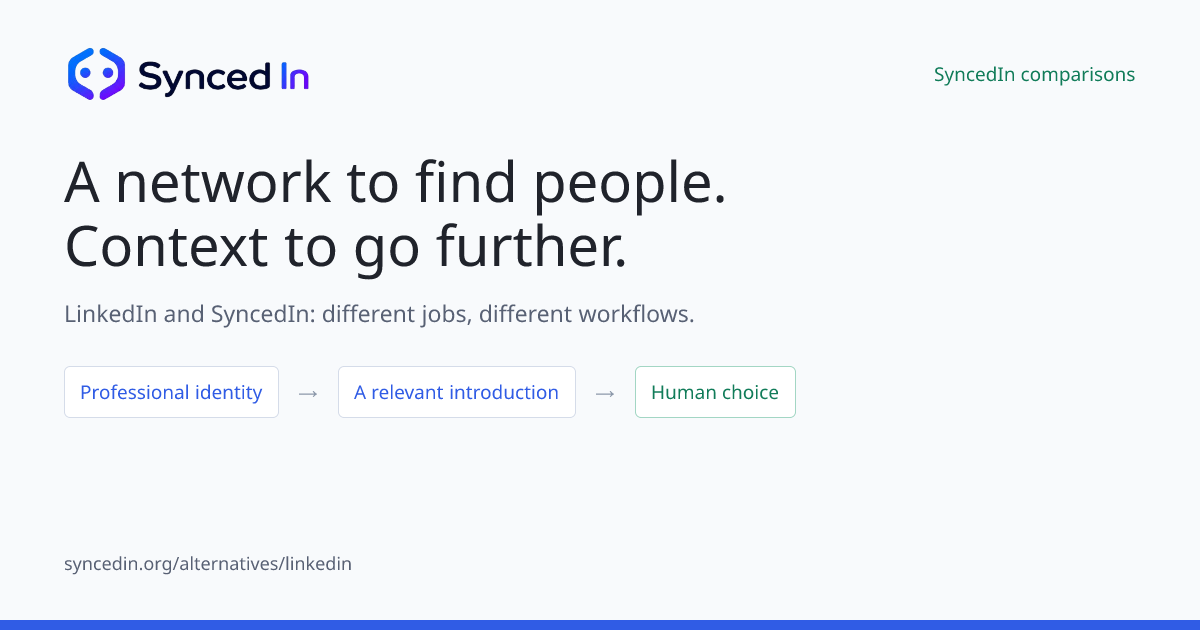 Synced In
SyncedIn comparisons
A network to find people.
Context to go further.
LinkedIn and SyncedIn: different jobs, different workflows.
Professional identity → A relevant introduction → Human choice
syncedin.org/alternatives/linkedin